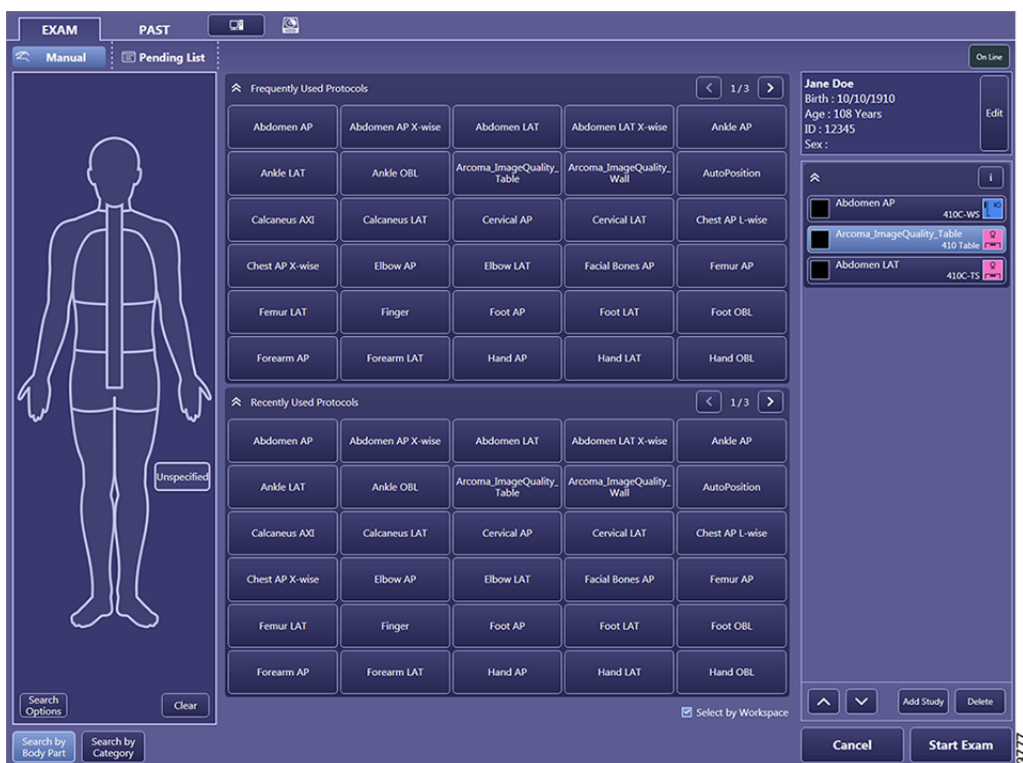 EXAM PAST
Manual Pending List On Line
Frequently Used Protocols 1/3
Abdomen AP Abdomen AP X-wise Abdomen LAT Abdomen LAT X-wise Ankle AP
Ankle LAT Ankle OBL Arcoma_ImageQuality_ Arcoma_ImageQuality_ AutoPosition
Table Wall
Calcaneus AXI Calcaneus LAT Cervical AP Cervical LAT Chest AP L-wise
Chest AP X-wise Elbow AP Elbow LAT Facial Bones AP Femur AP
Femur LAT Finger Foot AP Foot LAT Foot OBL
Forearm AP Forearm LAT Hand AP Hand LAT Hand OBL
Recently Used Protocols 1/3
Abdomen AP Abdomen AP X-wise Abdomen LAT Abdomen LAT X-wise Ankle AP
Ankle LAT Ankle OBL Arcoma_ImageQuality_ Arcoma_ImageQuality_ AutoPosition
Table Wall
Calcaneus AXI Calcaneus LAT Cervical AP Cervical LAT Chest AP L-wise
Chest AP X-wise Elbow AP Elbow LAT Facial Bones AP Femur AP
Femur LAT Finger Foot AP Foot LAT Foot OBL
Forearm AP Forearm LAT Hand AP Hand LAT Hand OBL
Select by Workspace
Unspecified
Search
Options
Clear
Search by
Body Part
Search by
Category
Jane Doe
Birth : 10/10/1910
Age : 108 Years
ID : 12345
Sex :
Edit
i
Abdomen AP
410C-WS
Arcoma_ImageQuality_Table
410 Table
Abdomen LAT
410C-TS
Add Study Delete
Cancel Start Exam